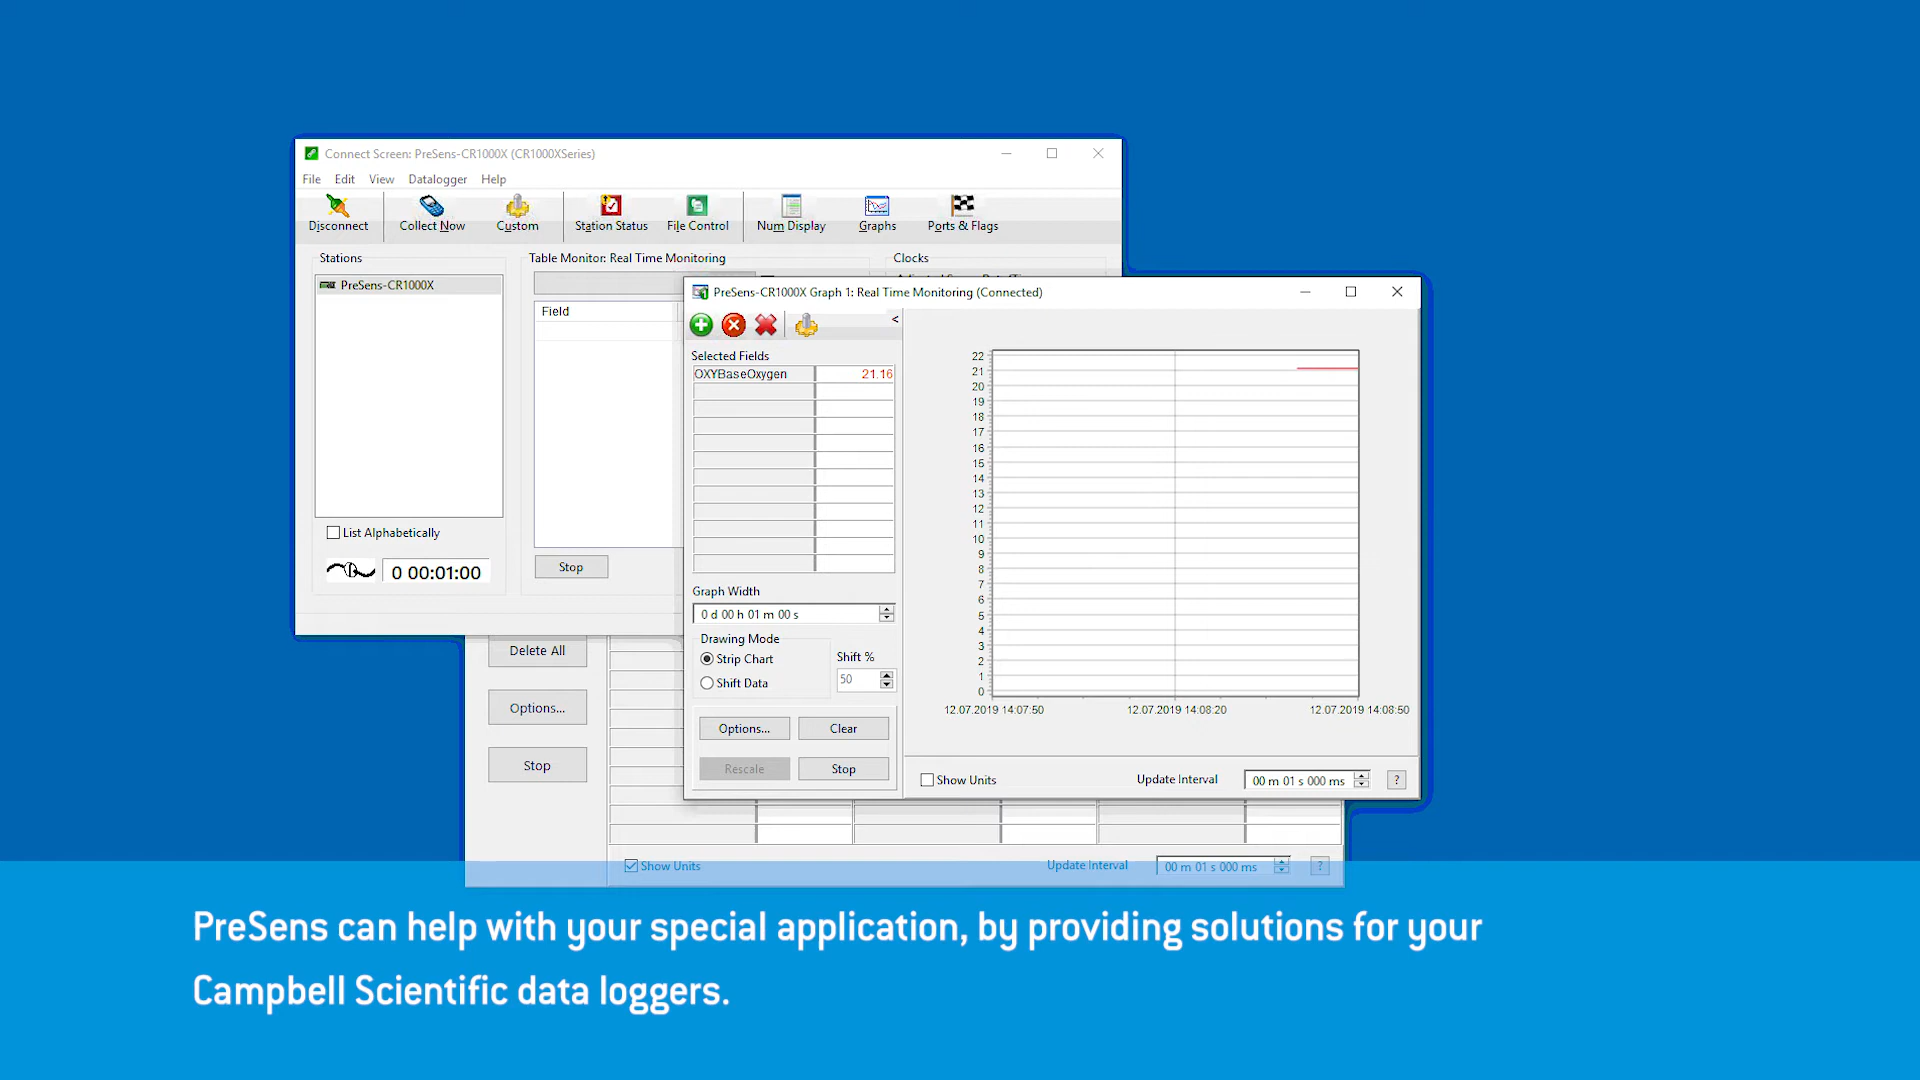 Connect Screen: PreSens-CR1000X (CR1000XSeries)
File Edit View Datalogger Help
Disconnect Collect Now Custom Station Status File Control Num Display Graphs Ports & Flags
Stations
PreSens-CR1000X
List Alphabetically
0 00:01:00
Table Monitor: Real Time Monitoring
Field
Stop
Clocks
PreSens-CR1000X Graph 1: Real Time Monitoring (Connected)
<
Selected Fields
OXYBaseOxygen 21.16
Graph Width
0 d 00 h 01 m 00 s
Drawing Mode
Strip Chart
Shift Data
Shift %
50
Options... Clear
Rescale Stop
22
21
20
19
18
17
16
15
14
13
12
11
10
9
8
7
6
5
4
3
2
1
0
12.07.2019 14:07:50 12.07.2019 14:08:20 12.07.2019 14:08:50
Show Units Update Interval 00 m 01 s 000 ms ?
Delete All
Options...
Stop
Show Units Update Interval 00 m 01 s 000 ms ?
PreSens can help with your special application, by providing solutions for your
Campbell Scientific data loggers.